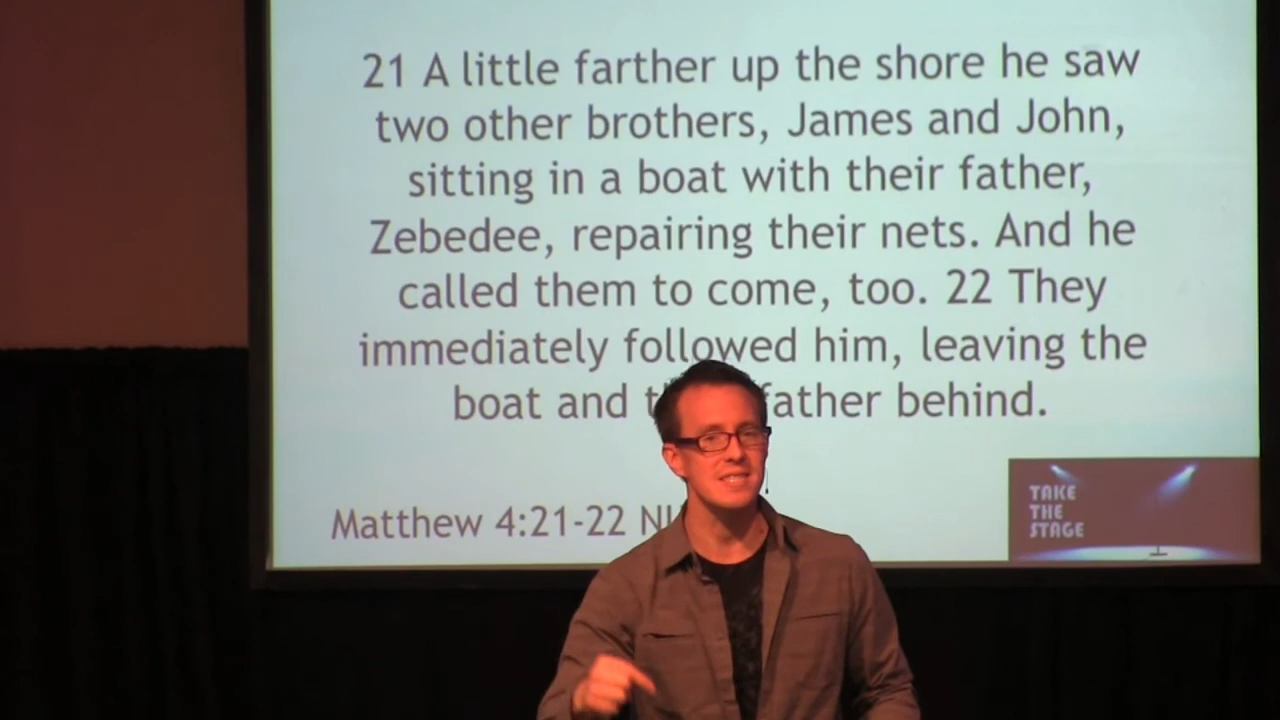 21 A little farther up the shore he saw
two other brothers, James and John,
sitting in a boat with their father,
Zebedee, repairing their nets. And he
called them to come, too. 22 They
immediately followed him, leaving the
boat and father behind.
Matthew 4:21-22
TAKE
THE
STAGE